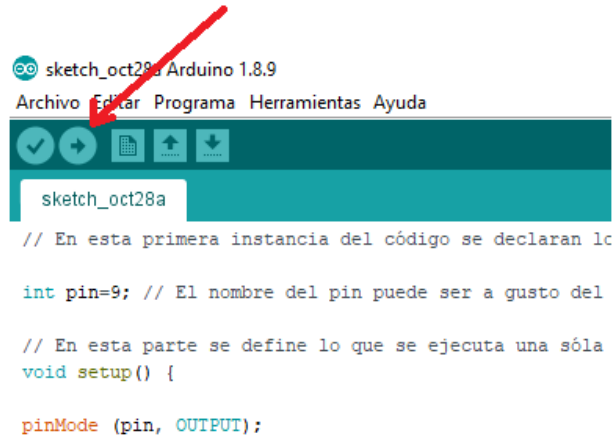 sketch_oct28a Arduino 1.8.9
Archivo Editar Programa Herramientas Ayuda
sketch_oct28a
// En esta primera instancia del código se declaran lo
int pin=9; // El nombre del pin puede ser a gusto del
// En esta parte se define lo que se ejecuta una sóla
void setup() {
pinMode (pin, OUTPUT);